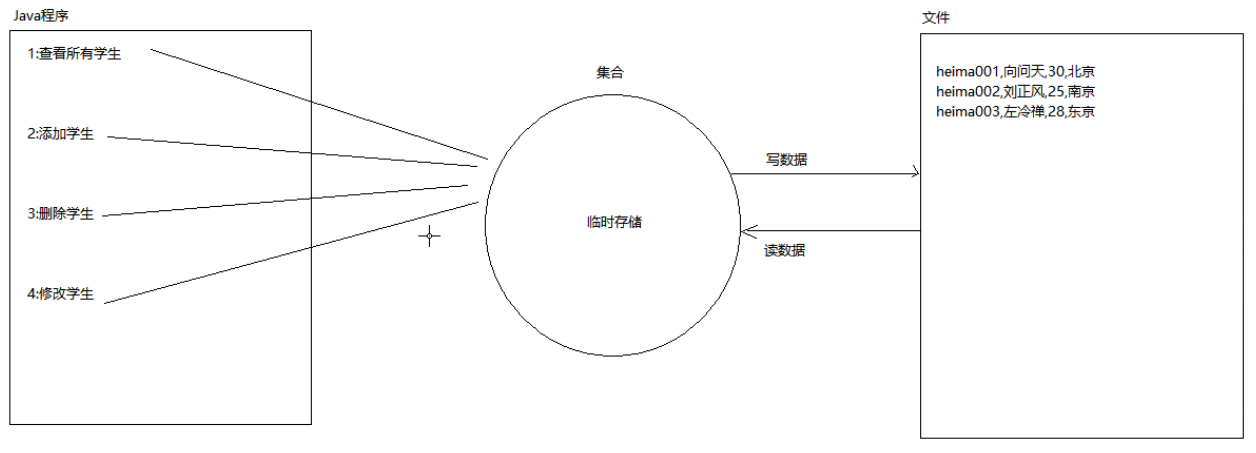 Java程序
1:查看所有学生
2:添加学生
3:删除学生
4:修改学生
集合
临时存储
写数据
读数据
文件
heima001,向问天,30,北京
heima002,刘正风,25,南京
heima003,左冷禅,28,东京